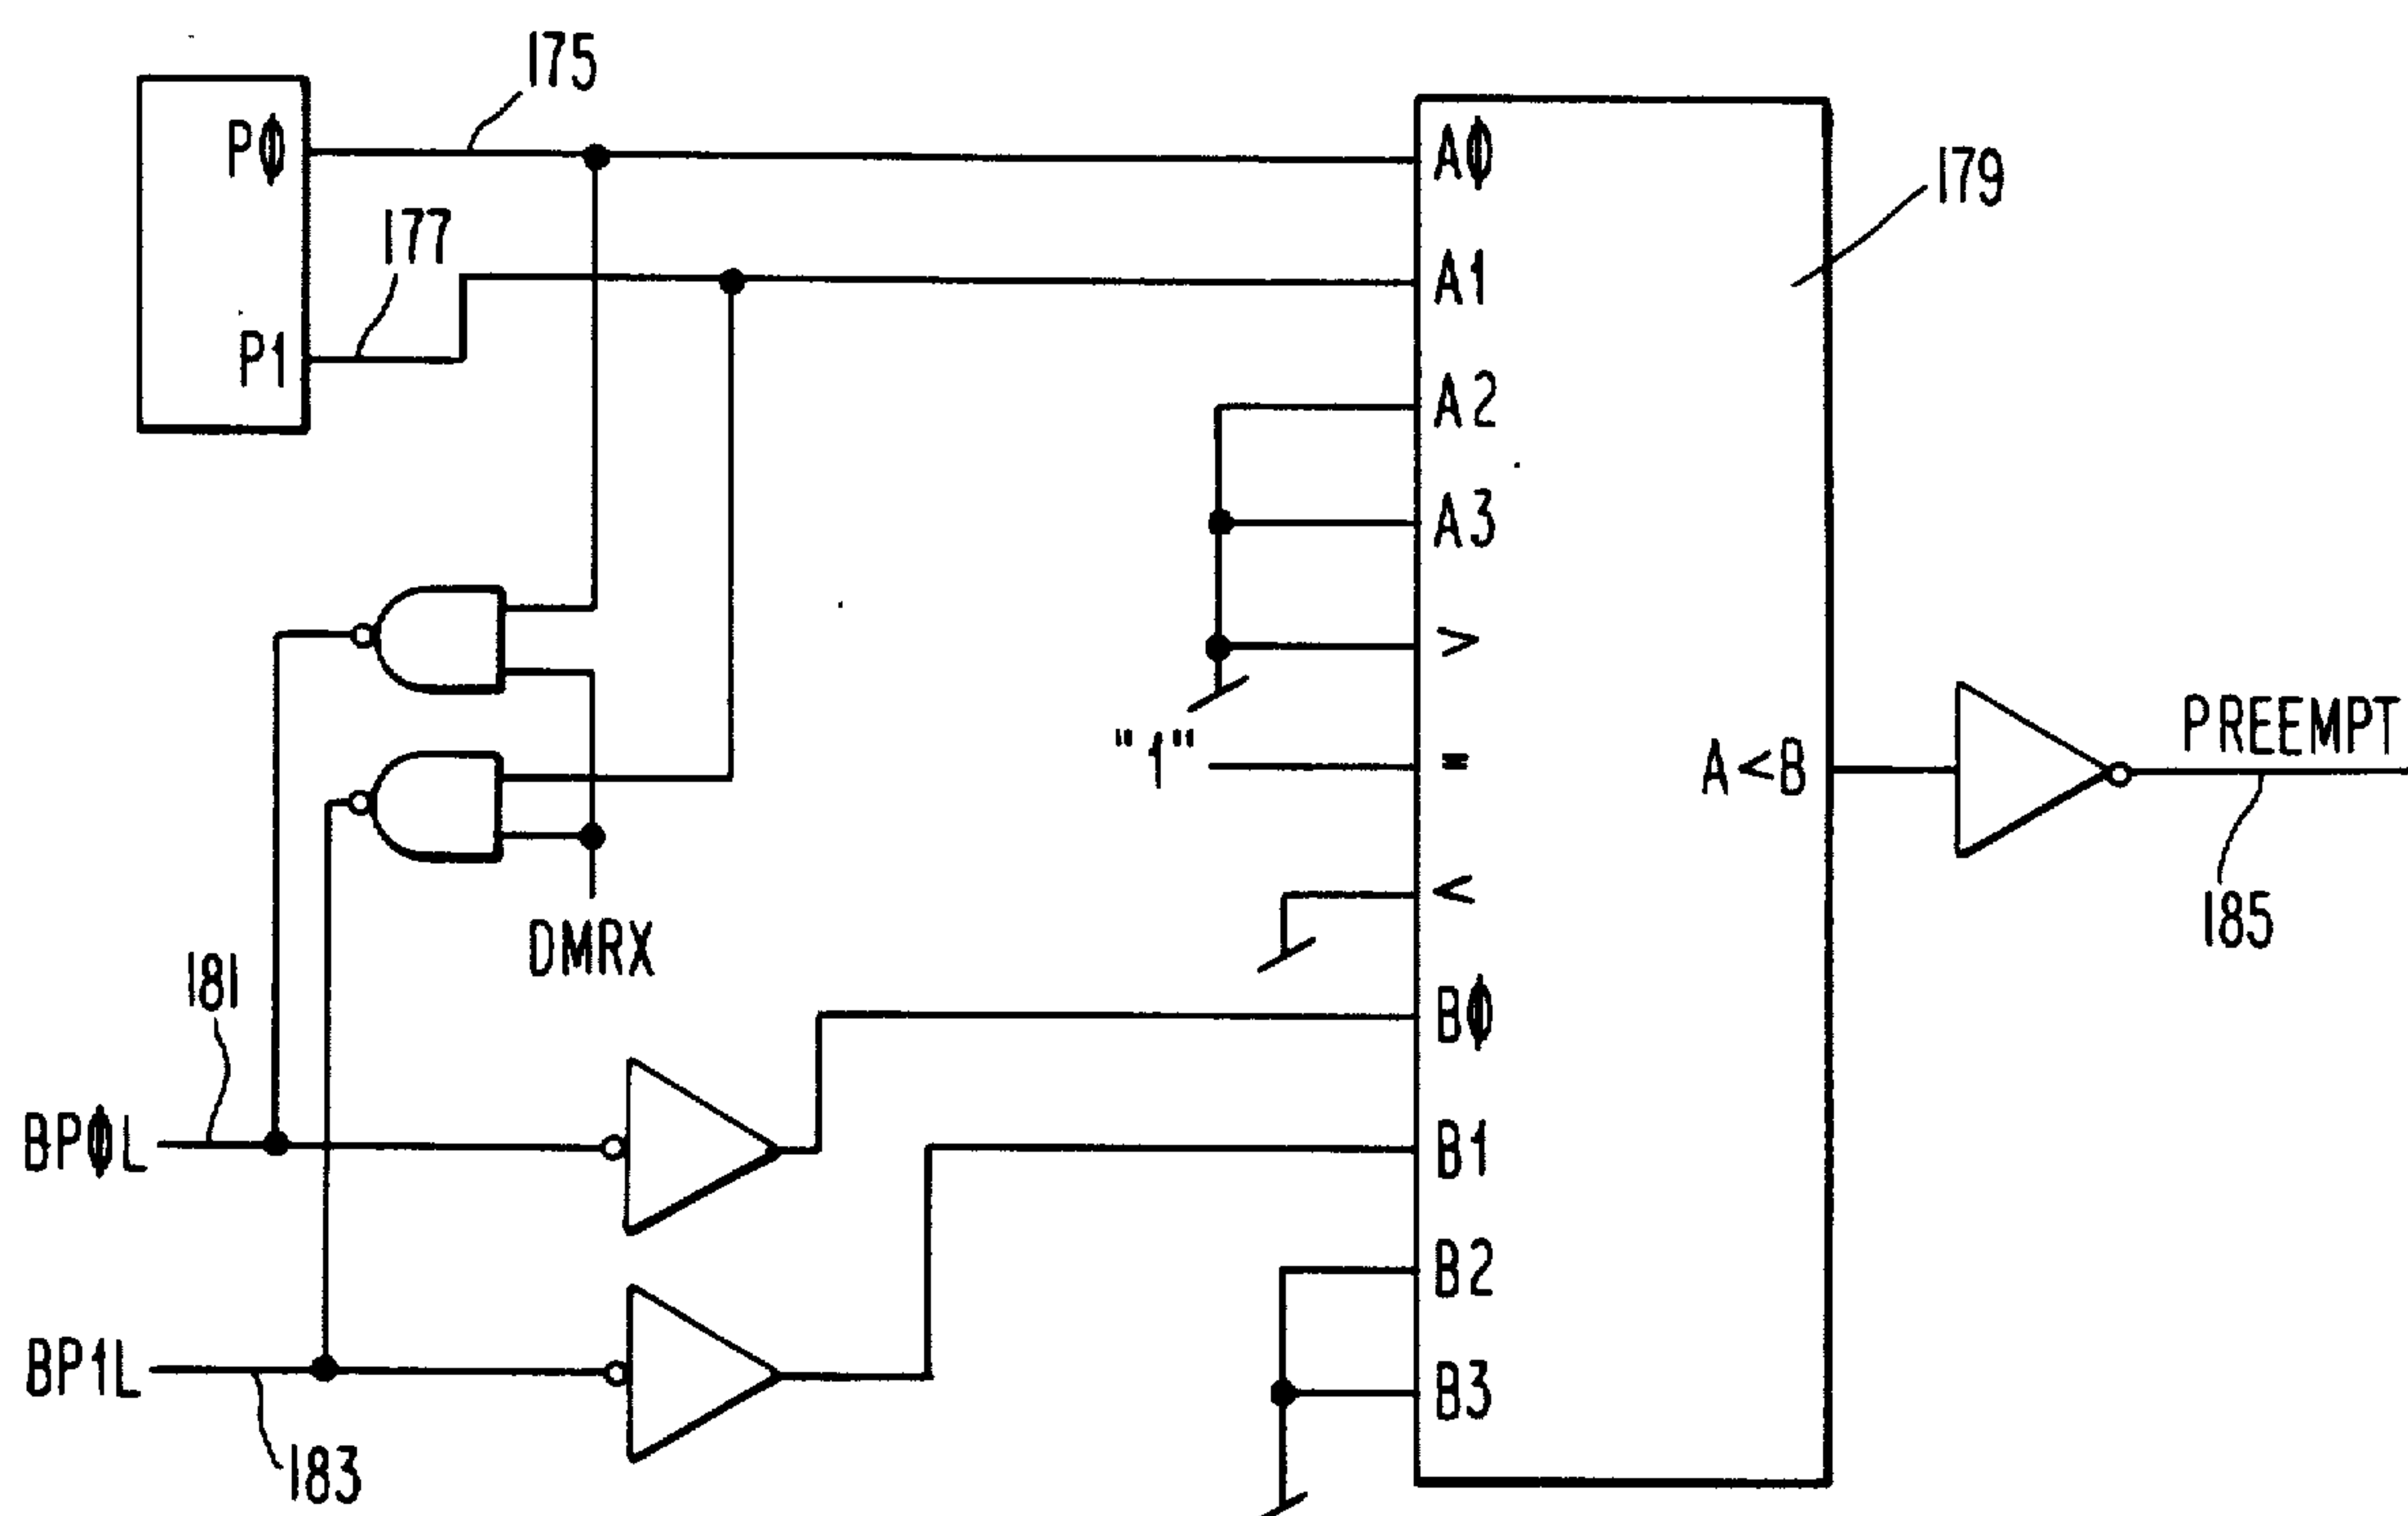 175
PΦ
177
P1
AΦ
A1
A2
A3
>
"1"
=
<
BΦ
B1
B2
B3
A<B
179
PREEMPT
185
DMRX
181
BPΦL
BP1L
183